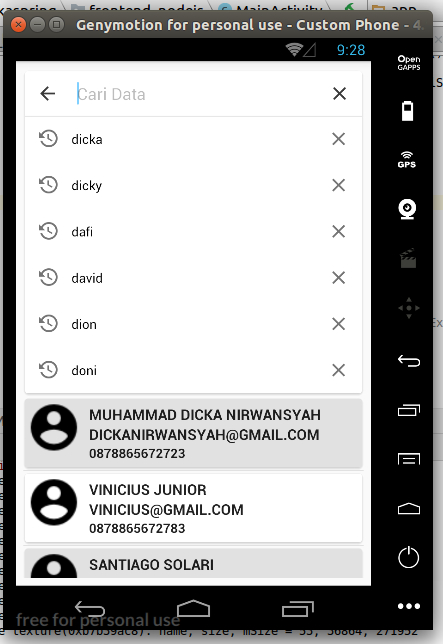 Genymotion for personal use - Custom Phone - 4
9:28
Open
GAPPS
Cari Data
dicka
dicky
GPS
dafi
david
dion
doni
MUHAMMAD DICKA NIRWANSYAH
DICKANIRWANSYAH@GMAIL.COM
0878865672723
VINICIUS JUNIOR
VINICIUS@GMAIL.COM
0878865672783
SANTIAGO SOLARI
free for personal use